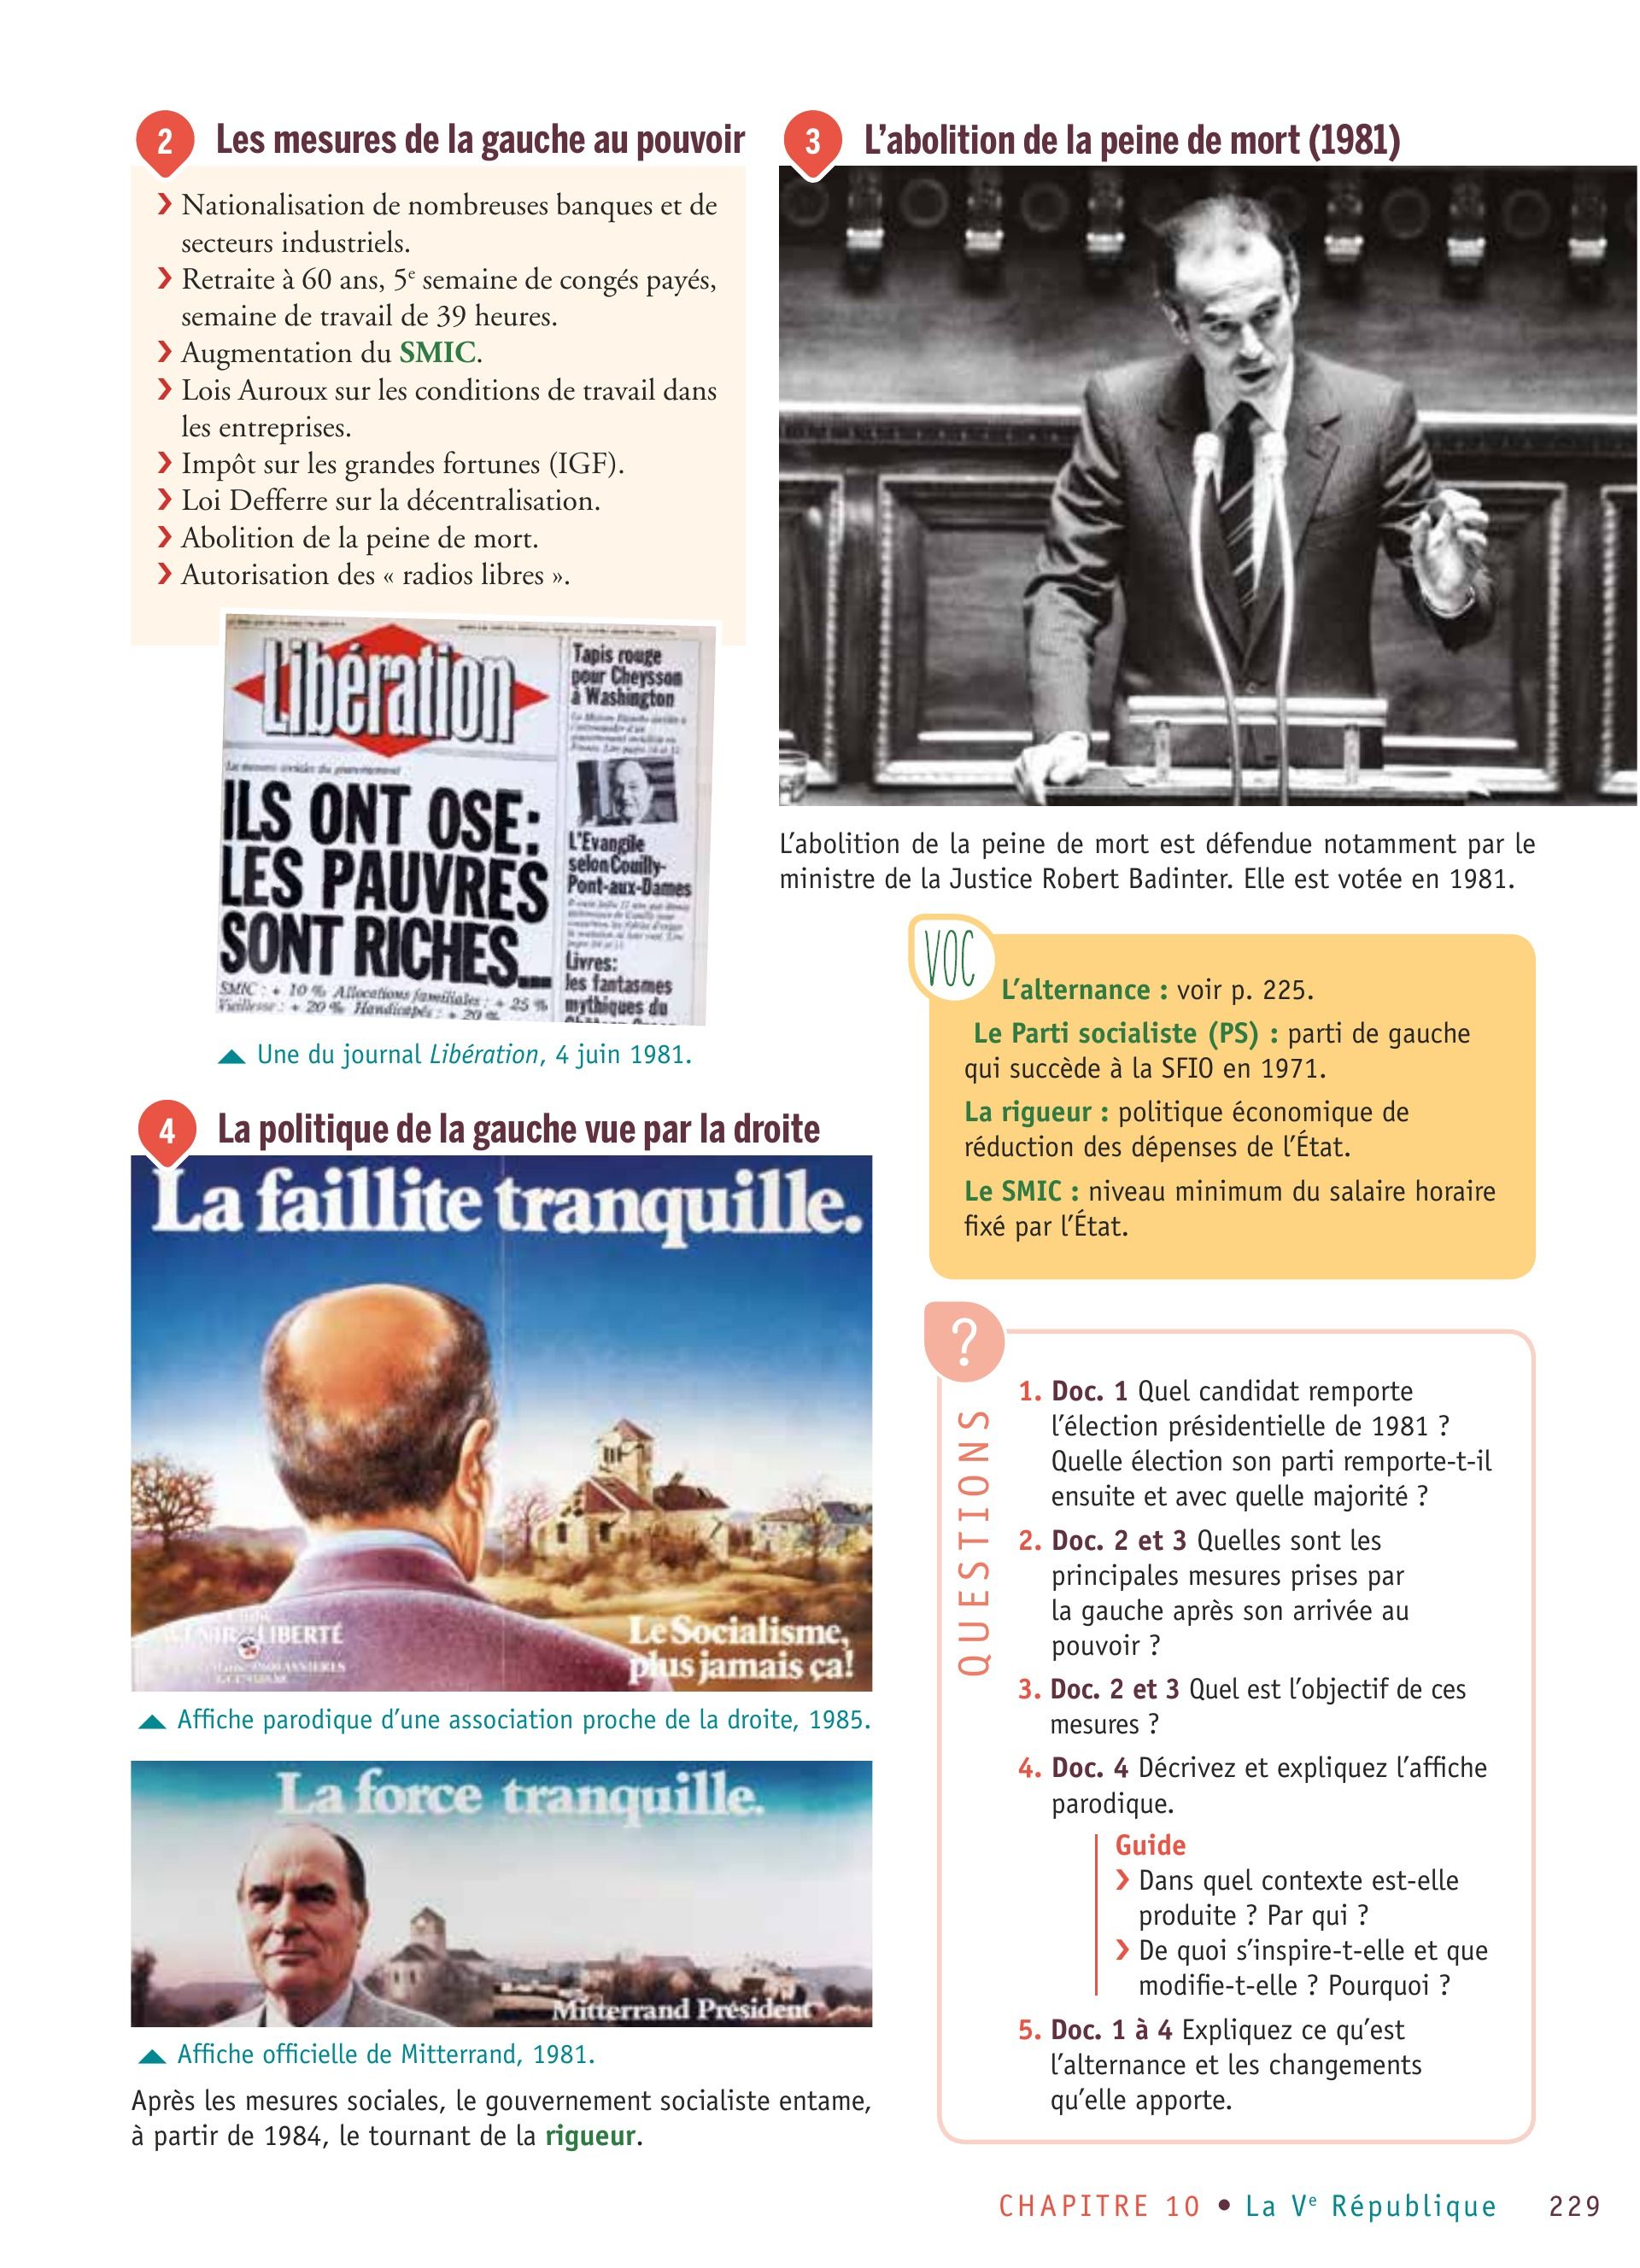 2 Les mesures de la gauche au pouvoir
❯ Nationalisation de nombreuses banques et de
secteurs industriels.
❯ Retraite à 60 ans, 5e semaine de congés payés,
semaine de travail de 39 heures.
❯ Augmentation du SMIC.
❯ Lois Auroux sur les conditions de travail dans
les entreprises.
❯ Impôt sur les grandes fortunes (IGF).
❯ Loi Defferre sur la décentralisation.
❯ Abolition de la peine de mort.
❯ Autorisation des « radios libres ».
Libération
ILS ONT OSE:
LES PAUVRES
SONT RICHES...
SMIC : + 10 % Allocations familiales : + 25 %
Vieillesse : + 20 % Handicapés : + 20 %
Tapis rouge
pour Cheysson
à Washington
L'Evangile
selon Couilly-
Pont-aux-Dames
Livres:
les fantasmes
mythiques du
Une du journal Libération, 4 juin 1981.
3 L'abolition de la peine de mort (1981)
L'abolition de la peine de mort est défendue notamment par le
ministre de la Justice Robert Badinter. Elle est votée en 1981.
4 La politique de la gauche vue par la droite
La faillite tranquille.
LIBERTÉ
Le Socialisme,
plus jamais ça!
Affiche parodique d'une association proche de la droite, 1985.
La force tranquille.
Mitterrand Président
Affiche officielle de Mitterrand, 1981.
Après les mesures sociales, le gouvernement socialiste entame,
à partir de 1984, le tournant de la rigueur.
VOC
L'alternance : voir p. 225.
Le Parti socialiste (PS) : parti de gauche
qui succède à la SFIO en 1971.
La rigueur : politique économique de
réduction des dépenses de l'État.
Le SMIC : niveau minimum du salaire horaire
fixé par l'État.
?
QUESTIONS
1. Doc. 1 Quel candidat remporte
l'élection présidentielle de 1981 ?
Quelle élection son parti remporte-t-il
ensuite et avec quelle majorité ?
2. Doc. 2 et 3 Quelles sont les
principales mesures prises par
la gauche après son arrivée au
pouvoir ?
3. Doc. 2 et 3 Quel est l'objectif de ces
mesures ?
4. Doc. 4 Décrivez et expliquez l'affiche
parodique.
Guide
❯ Dans quel contexte est-elle
produite ? Par qui ?
❯ De quoi s'inspire-t-elle et que
modifie-t-elle ? Pourquoi ?
5. Doc. 1 à 4 Expliquez ce qu'est
l'alternance et les changements
qu'elle apporte.
CHAPITRE 10 • La Ve République 229